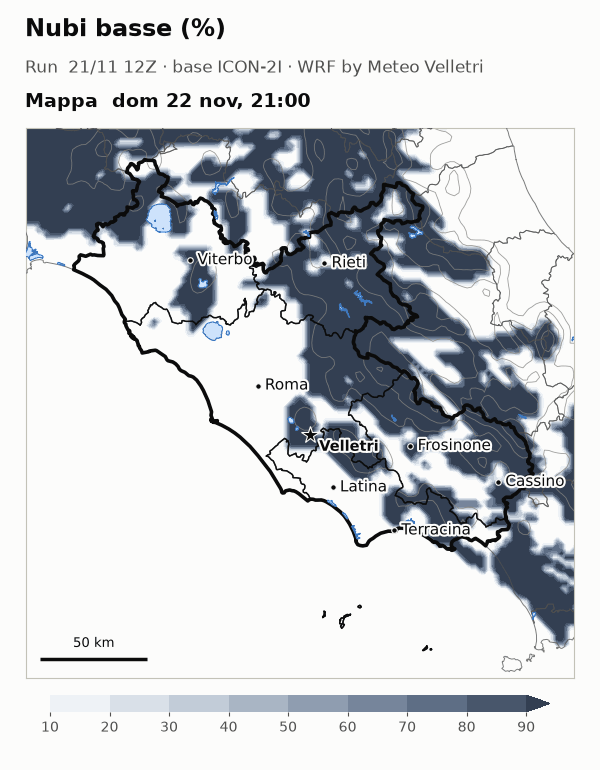 Nubi basse (%)
Run 21/11 12Z · base ICON-2I · WRF by Meteo Velletri
Mappa dom 22 nov, 21:00
Viterbo
Rieti
Roma
Velletri
Frosinone
Cassino
Latina
Terracina
50 km
10 20 30 40 50 60 70 80 90